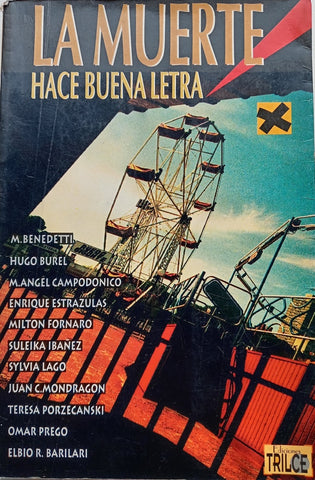 LA MUERTE
HACE BUENA LETRA
M.BENEDETTI
HUGO BUREL
M.ANGEL CAMPODONICO
ENRIQUE ESTRAZULAS
MILTON FORNARO
SULEIKA IBAÑEZ
SYLVIA LAGO
JUAN C.MONDRAGON
TERESA PORZECANSKI
OMAR PREGO
ELBIO R. BARILARI
Ediciones
TRILCE